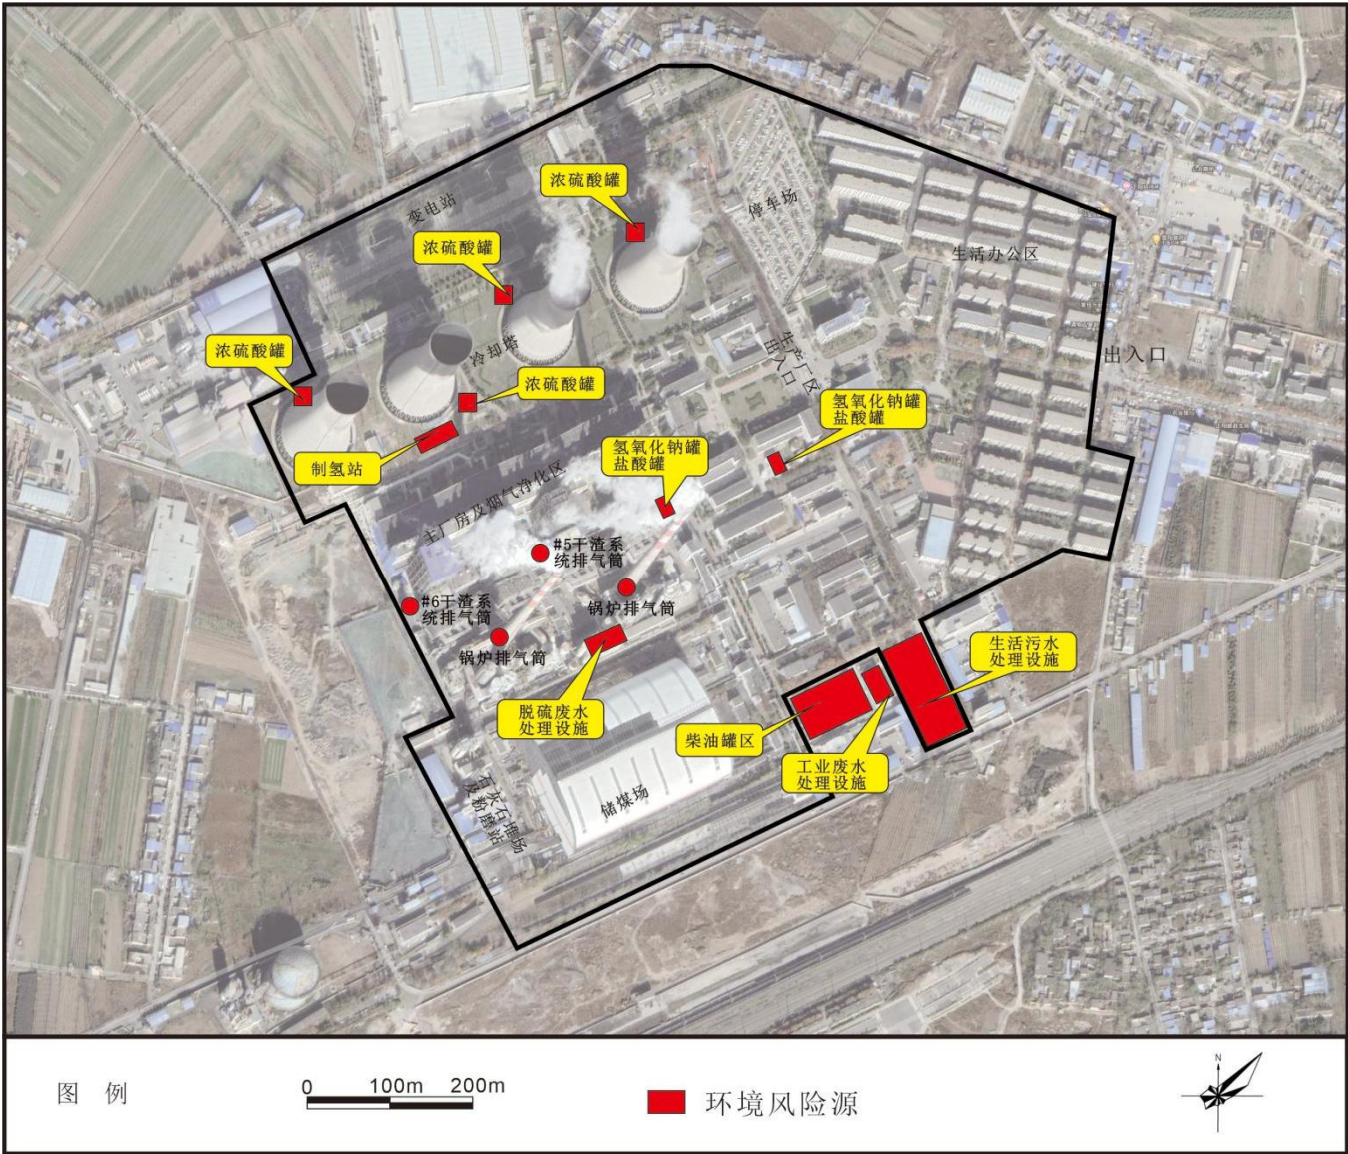 浓硫酸罐
变电站
停车场
浓硫酸罐
生活办公区
浓硫酸罐
冷却塔
生产厂区
出入口
出入口
浓硫酸罐
氢氧化钠罐
盐酸罐
制氢站
氢氧化钠罐
盐酸罐
主厂房及烟气净化区
#5干渣系
统排气筒
#6干渣系
统排气筒
锅炉排气筒
锅炉排气筒
生活污水
处理设施
脱硫废水
处理设施
柴油罐区
工业废水
处理设施
石灰石堆场
及粉磨站
储煤场
图 例
0 100m 200m
环境风险源
N